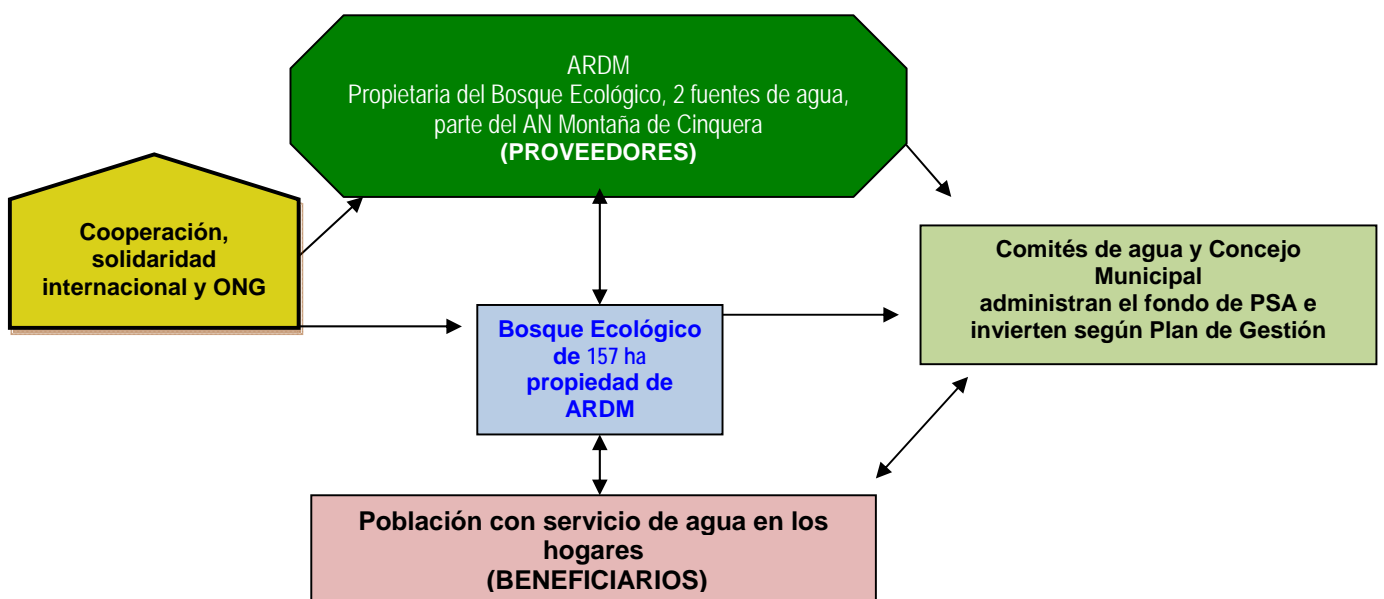 ARDM
Propietaria del Bosque Ecológico, 2 fuentes de agua,
parte del AN Montaña de Cinquera
(PROVEEDORES)
Cooperación,
solidaridad
internacional y ONG
Comités de agua y Concejo
Municipal
administran el fondo de PSA e
invierten según Plan de Gestión
Bosque Ecológico
de 157 ha
propiedad de
ARDM
Población con servicio de agua en los
hogares
(BENEFICIARIOS)